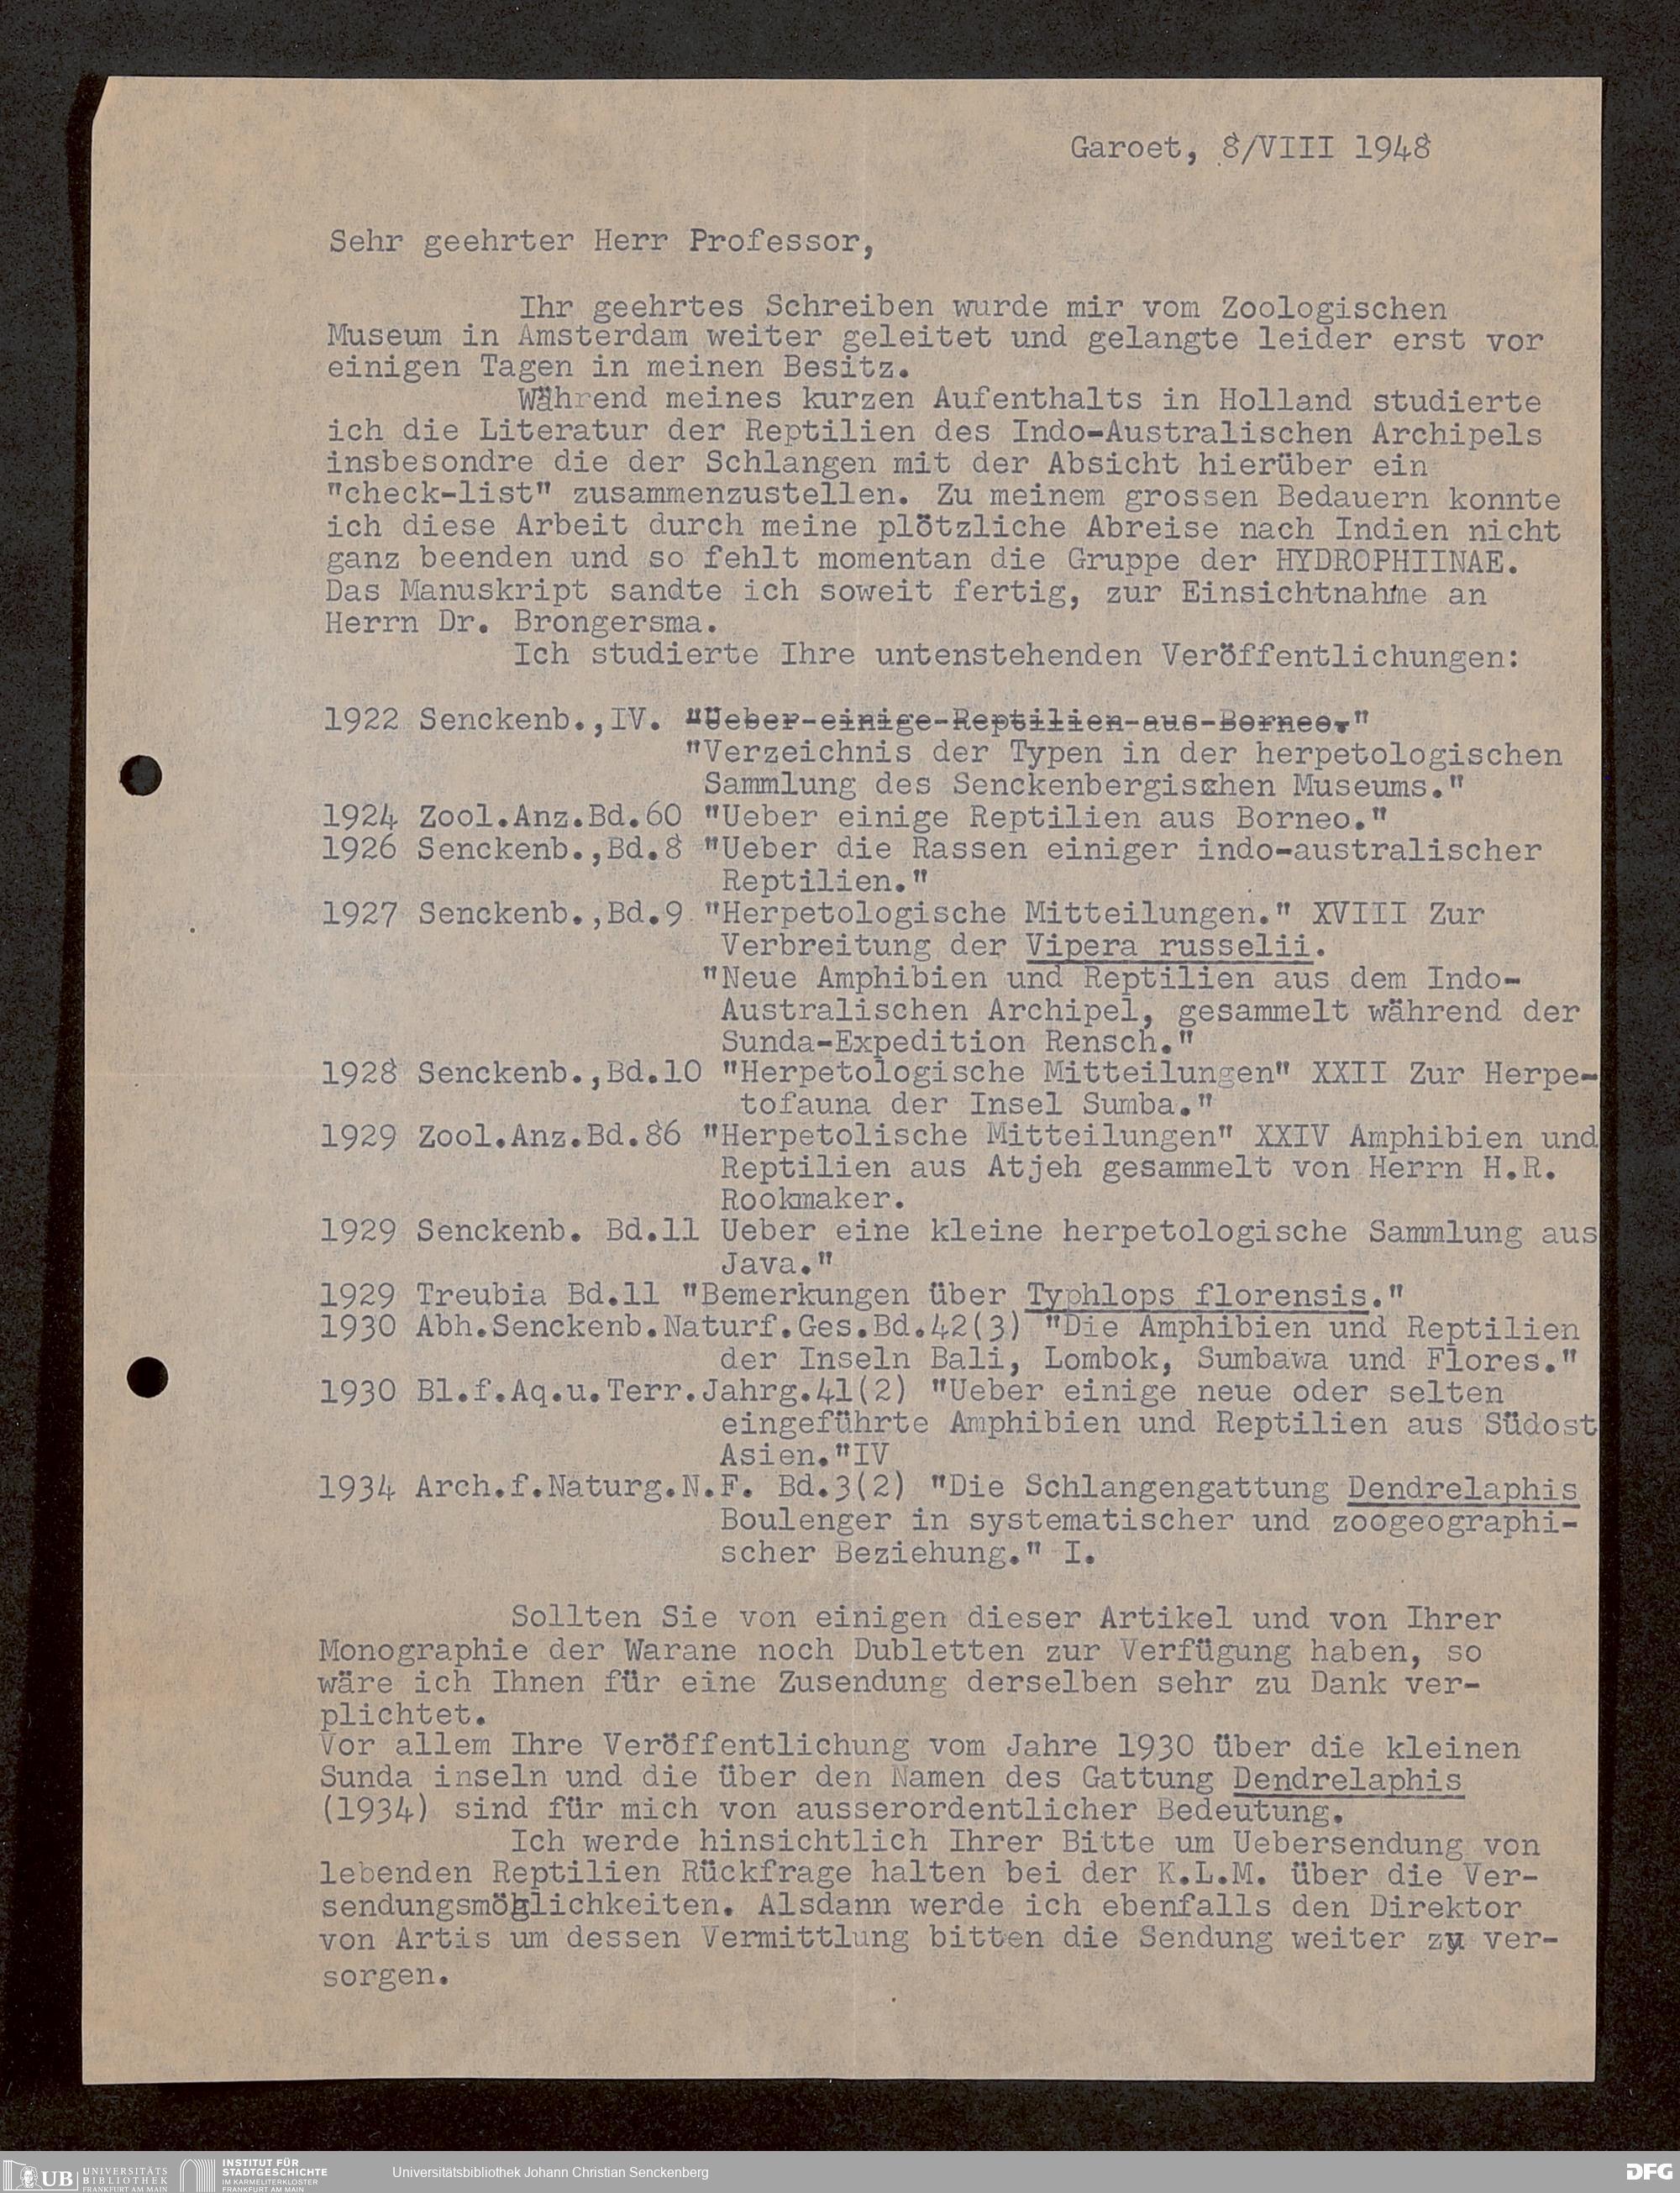 Garoet, 8/VIII 1948
Sehr geehrter Herr Professor,
Ihr geehrtes Schreiben wurde mir vom Zoologischen
Museum in Amsterdam weiter geleitet und gelangte leider erst vor
einigen Tagen in meinen Besitz.
Während meines kurzen Aufenthalts in Holland studierte
ich die Literatur der Reptilien des Indo-Australischen Archipels
insbesondre die der Schlangen mit der Absicht hierüber ein
"check-list" zusammenzustellen. Zu meinem grossen Bedauern konnte
ich diese Arbeit durch meine plötzliche Abreise nach Indien nicht
ganz beenden und so fehlt momentan die Gruppe der HYDROPHIINAE.
Das Manuskript sandte ich soweit fertig, zur Einsichtnahme an
Herrn Dr. Brongersma.
Ich studierte Ihre untenstehenden Veröffentlichungen:
1922 Senckenb.,IV. "Ueber-einige-Reptilien-aus-Borneo."
"Verzeichnis der Typen in der herpetologischen
Sammlung des Senckenbergischen Museums."
1924 Zool.Anz.Bd.60 "Ueber einige Reptilien aus Borneo."
1926 Senckenb.,Bd.8 "Ueber die Rassen einiger indo-australischer
Reptilien."
1927 Senckenb.,Bd.9 "Herpetologische Mitteilungen." XVIII Zur
Verbreitung der Vipera russelii.
"Neue Amphibien und Reptilien aus dem Indo-
Australischen Archipel, gesammelt während der
Sunda-Expedition Rensch."
1928 Senckenb.,Bd.10 "Herpetologische Mitteilungen" XXII Zur Herpe-
tofauna der Insel Sumba."
1929 Zool.Anz.Bd.86 "Herpetolische Mitteilungen" XXIV Amphibien und
Reptilien aus Atjeh gesammelt von Herrn H.R.
Rookmaker.
1929 Senckenb. Bd.11 Ueber eine kleine herpetologische Sammlung aus
Java."
1929 Treubia Bd.11 "Bemerkungen über Typhlops florensis."
1930 Abh.Senckenb.Naturf.Ges.Bd.42(3) "Die Amphibien und Reptilien
der Inseln Bali, Lombok, Sumbawa und Flores."
1930 Bl.f.Aq.u.Terr.Jahrg.41(2) "Ueber einige neue oder selten
eingeführte Amphibien und Reptilien aus Südost
Asien."IV
1934 Arch.f.Naturg.N.F. Bd.3(2) "Die Schlangengattung Dendrelaphis
Boulenger in systematischer und zoogeographi-
scher Beziehung." I.
Sollten Sie von einigen dieser Artikel und von Ihrer
Monographie der Warane noch Dubletten zur Verfügung haben, so
wäre ich Ihnen für eine Zusendung derselben sehr zu Dank ver-
plichtet.
Vor allem Ihre Veröffentlichung vom Jahre 1930 über die kleinen
Sunda inseln und die über den Namen des Gattung Dendrelaphis
(1934) sind für mich von ausserordentlicher Bedeutung.
Ich werde hinsichtlich Ihrer Bitte um Uebersendung von
lebenden Reptilien Rückfrage halten bei der K.L.M. über die Ver-
sendungsmöglichkeiten. Alsdann werde ich ebenfalls den Direktor
von Artis um dessen Vermittlung bitten die Sendung weiter zu ver-
sorgen.
UB UNIVERSITÄTS
BIBLIOTHEK
FRANKFURT AM MAIN
INSTITUT FÜR
STADTGESCHICHTE
IM KARMELITERKLOSTER
FRANKFURT AM MAIN
Universitätsbibliothek Johann Christian Senckenberg
DFG